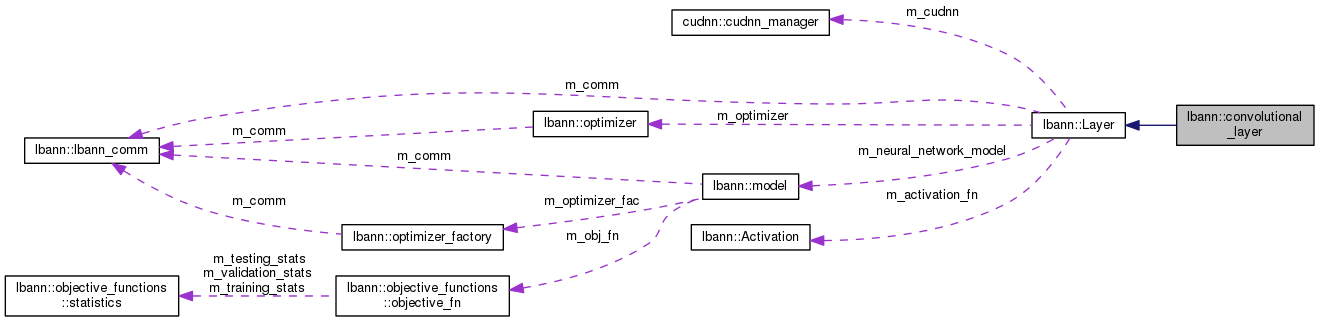 cudnn::cudnn_manager
m_cudnn
m_comm
lbann::optimizer
m_optimizer
lbann::Layer
lbann::convolutional
_layer
m_comm
lbann::lbann_comm
m_comm
m_neural_network_model
lbann::model
m_activation_fn
m_comm
m_optimizer_fac
lbann::optimizer_factory
m_obj_fn
lbann::Activation
m_testing_stats
m_validation_stats
m_training_stats
lbann::objective_functions
::statistics
lbann::objective_functions
::objective_fn